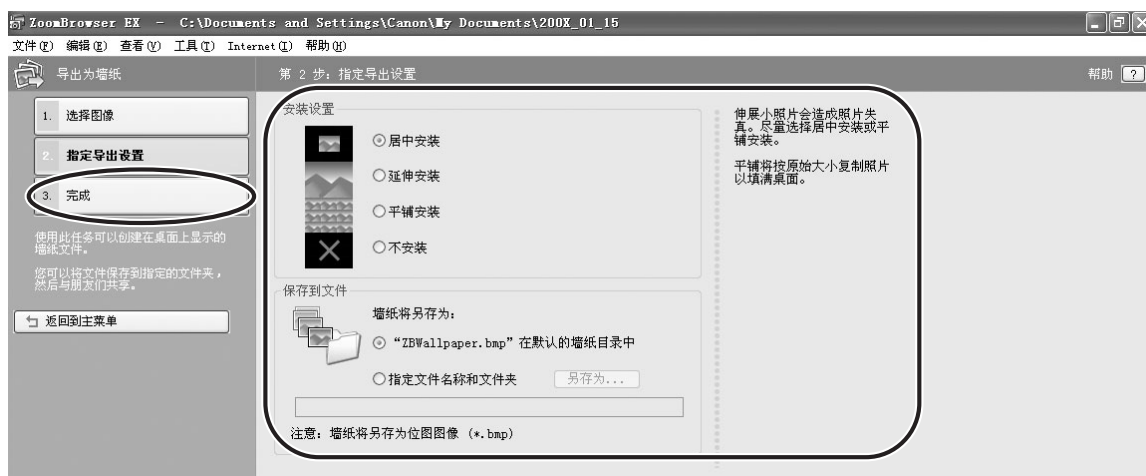 ZoomBrowser EX - C:\Documents and Settings\Canon\My Documents\200X_01_15
文件(F) 编辑(E) 查看(V) 工具(T) Internet(I) 帮助(H)
导出为墙纸
第 2 步: 指定导出设置
帮助 ?
1. 选择图像
2. 指定导出设置
3. 完成
使用此任务可以创建在桌面上显示的
墙纸文件。
您可以将文件保存到指定的文件夹，
然后与朋友们共享。
返回到主菜单
安装设置
居中安装
延伸安装
平铺安装
不安装
保存到文件
墙纸将另存为:
“ZBWallpaper.bmp”在默认的墙纸目录中
指定文件名称和文件夹
另存为...
注意: 墙纸将另存为位图图像 (*.bmp)
伸展小照片会造成照片失
真。尽量选择居中安装或平
铺安装。
平铺将按原始大小复制照片
以填满桌面。